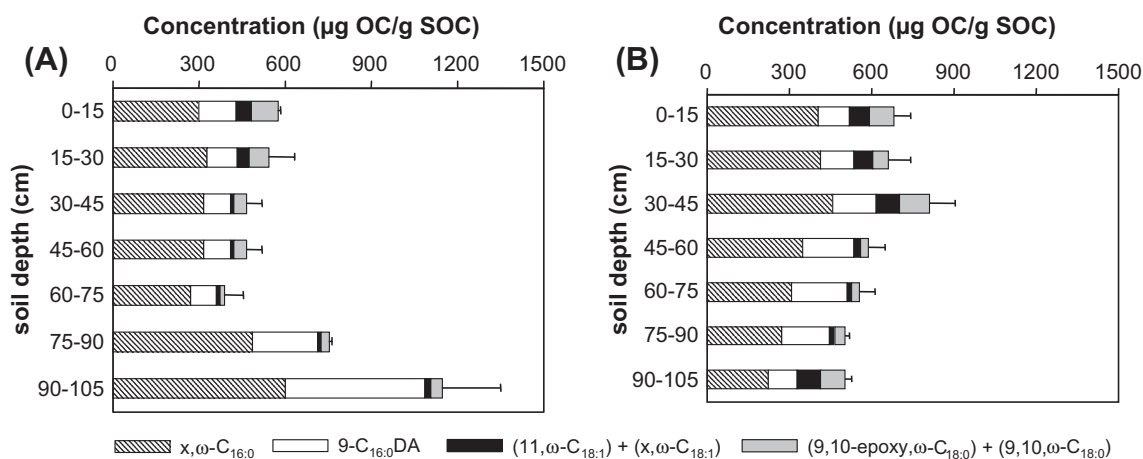 Concentration (µg OC/g SOC)
(A)
0 300 600 900 1200 1500
soil depth (cm)
0-15
15-30
30-45
45-60
60-75
75-90
90-105
Concentration (µg OC/g SOC)
(B)
0 300 600 900 1200 1500
soil depth (cm)
0-15
15-30
30-45
45-60
60-75
75-90
90-105
x,ω-C16:0 9-C16:0DA (11,ω-C18:1) + (x,ω-C18:1) (9,10-epoxy,ω-C18:0) + (9,10,ω-C18:0)